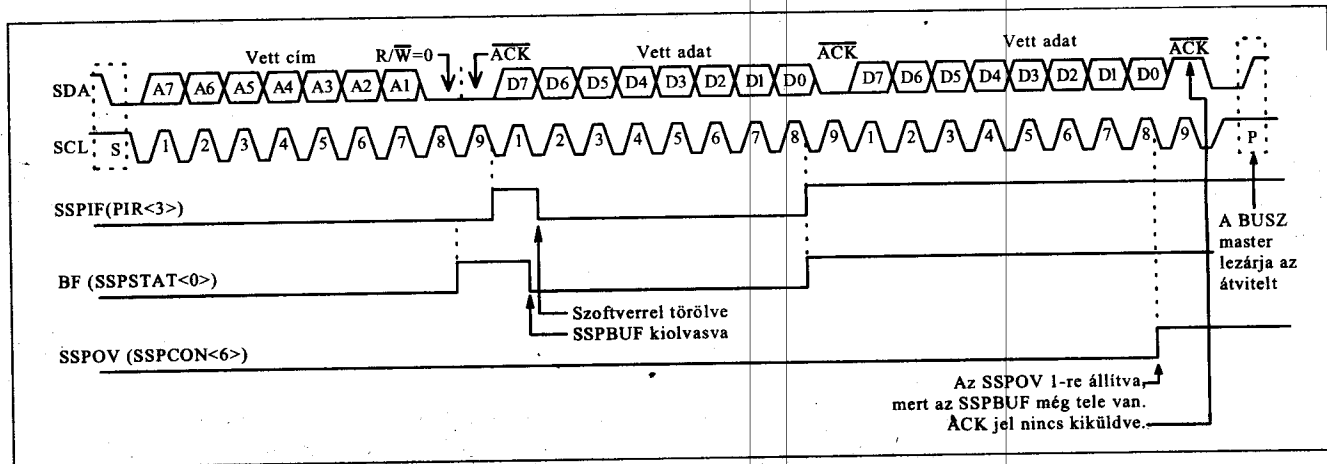 Vett cím R/W̅=0 A̅C̅K̅ Vett adat A̅C̅K̅ Vett adat A̅C̅K̅
SDA A7 A6 A5 A4 A3 A2 A1 D7 D6 D5 D4 D3 D2 D1 D0 D7 D6 D5 D4 D3 D2 D1 D0
SCL S 1 2 3 4 5 6 7 8 9 1 2 3 4 5 6 7 8 9 1 2 3 4 5 6 7 8 9 P
SSPIF(PIR<3>)
A BUSZ
master
lezárja az
átvitelt
BF (SSPSTAT<0>)
Szoftverrel törölve
SSPBUF kiolvasva
SSPOV (SSPCON<6>)
Az SSPOV 1-re állítva,
mert az SSPBUF még tele van.
ACK jel nincs kiküldve.